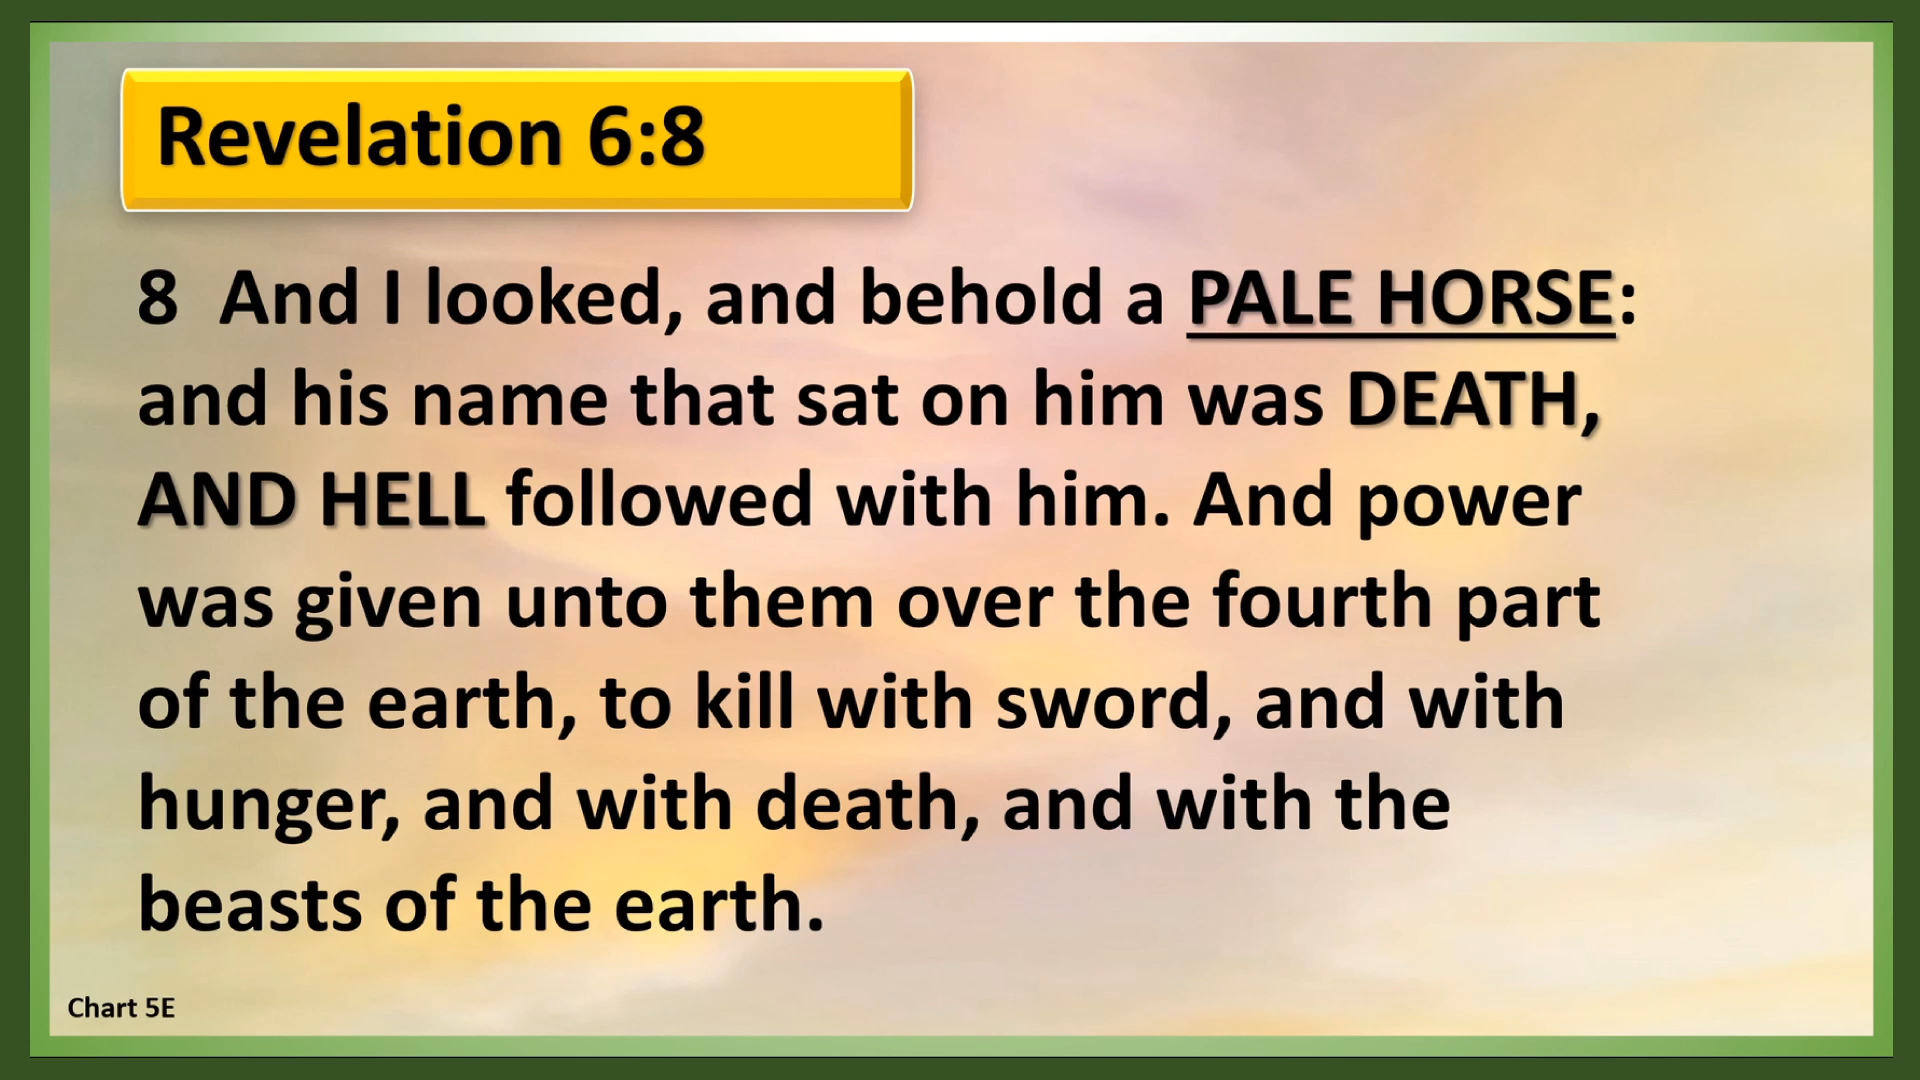 Revelation 6:8
8 And I looked, and behold a PALE HORSE:
and his name that sat on him was DEATH,
AND HELL followed with him. And power
was given unto them over the fourth part
of the earth, to kill with sword, and with
hunger, and with death, and with the
beasts of the earth.
Chart 5E